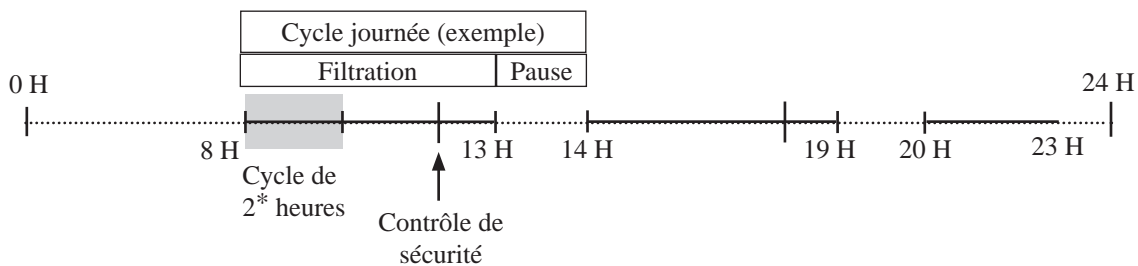 Cycle journée (exemple)
Filtration Pause
0 H 24 H
8 H 13 H 14 H 19 H 20 H 23 H
Cycle de
2* heures
Contrôle de
sécurité